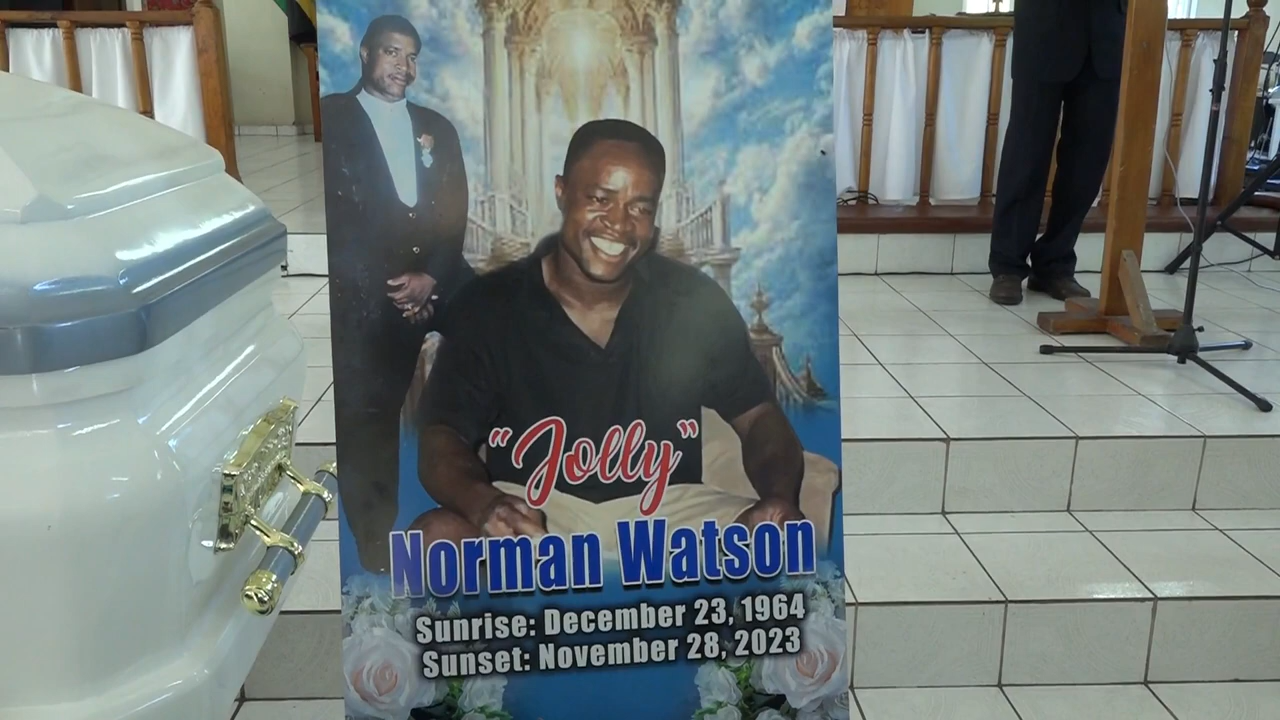 "Jolly"
Norman Watson
Sunrise: December 23, 1964
Sunset: November 28, 2023